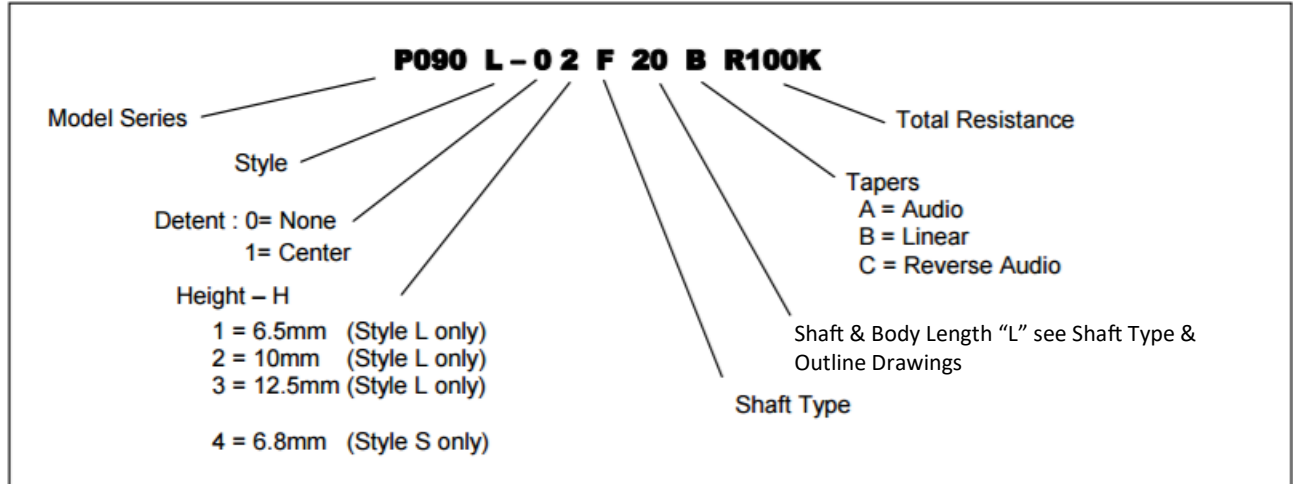 P090 L – 0 2 F 20 B R100K
Model Series
Total Resistance
Style
Tapers
A = Audio
B = Linear
C = Reverse Audio
Detent : 0= None
1= Center
Height – H
1 = 6.5mm (Style L only)
2 = 10mm (Style L only)
3 = 12.5mm (Style L only)
4 = 6.8mm (Style S only)
Shaft & Body Length “L” see Shaft Type &
Outline Drawings
Shaft Type